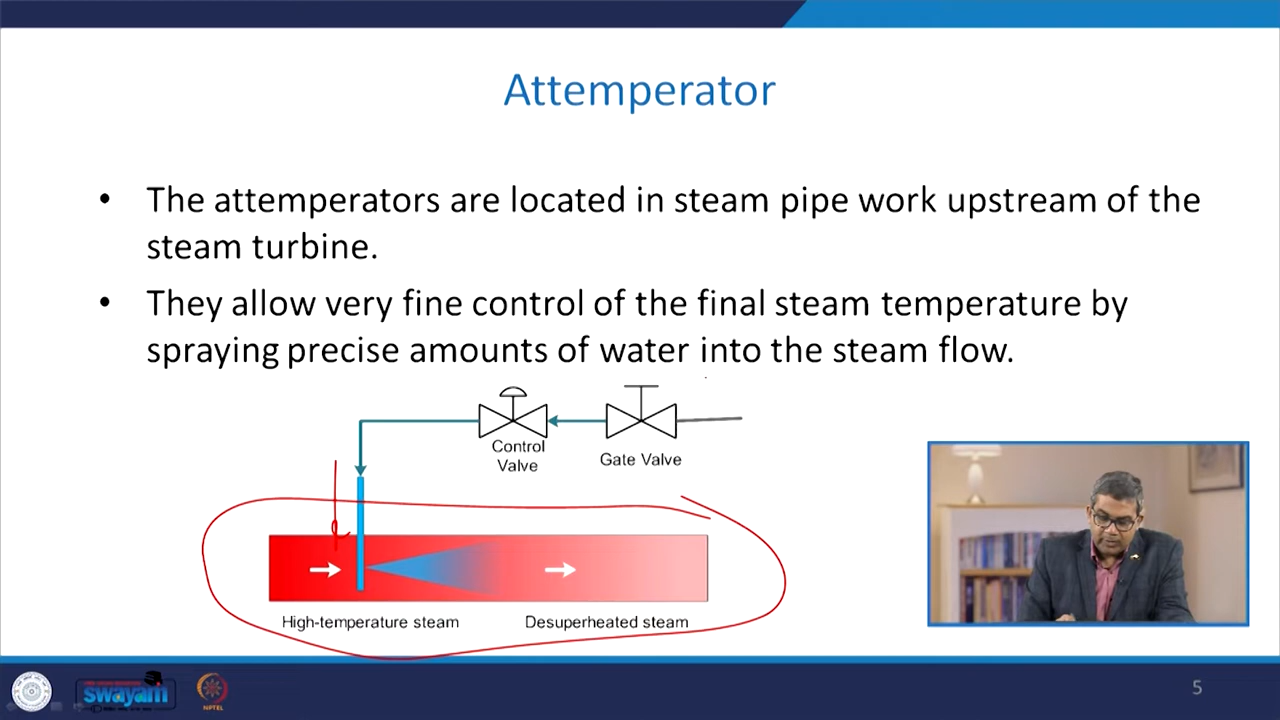 Attemperator
• The attemperators are located in steam pipe work upstream of the
steam turbine.
• They allow very fine control of the final steam temperature by
spraying precise amounts of water into the steam flow.
Control
Valve
Gate Valve
High-temperature steam
Desuperheated steam
swayam
NPTEL
5